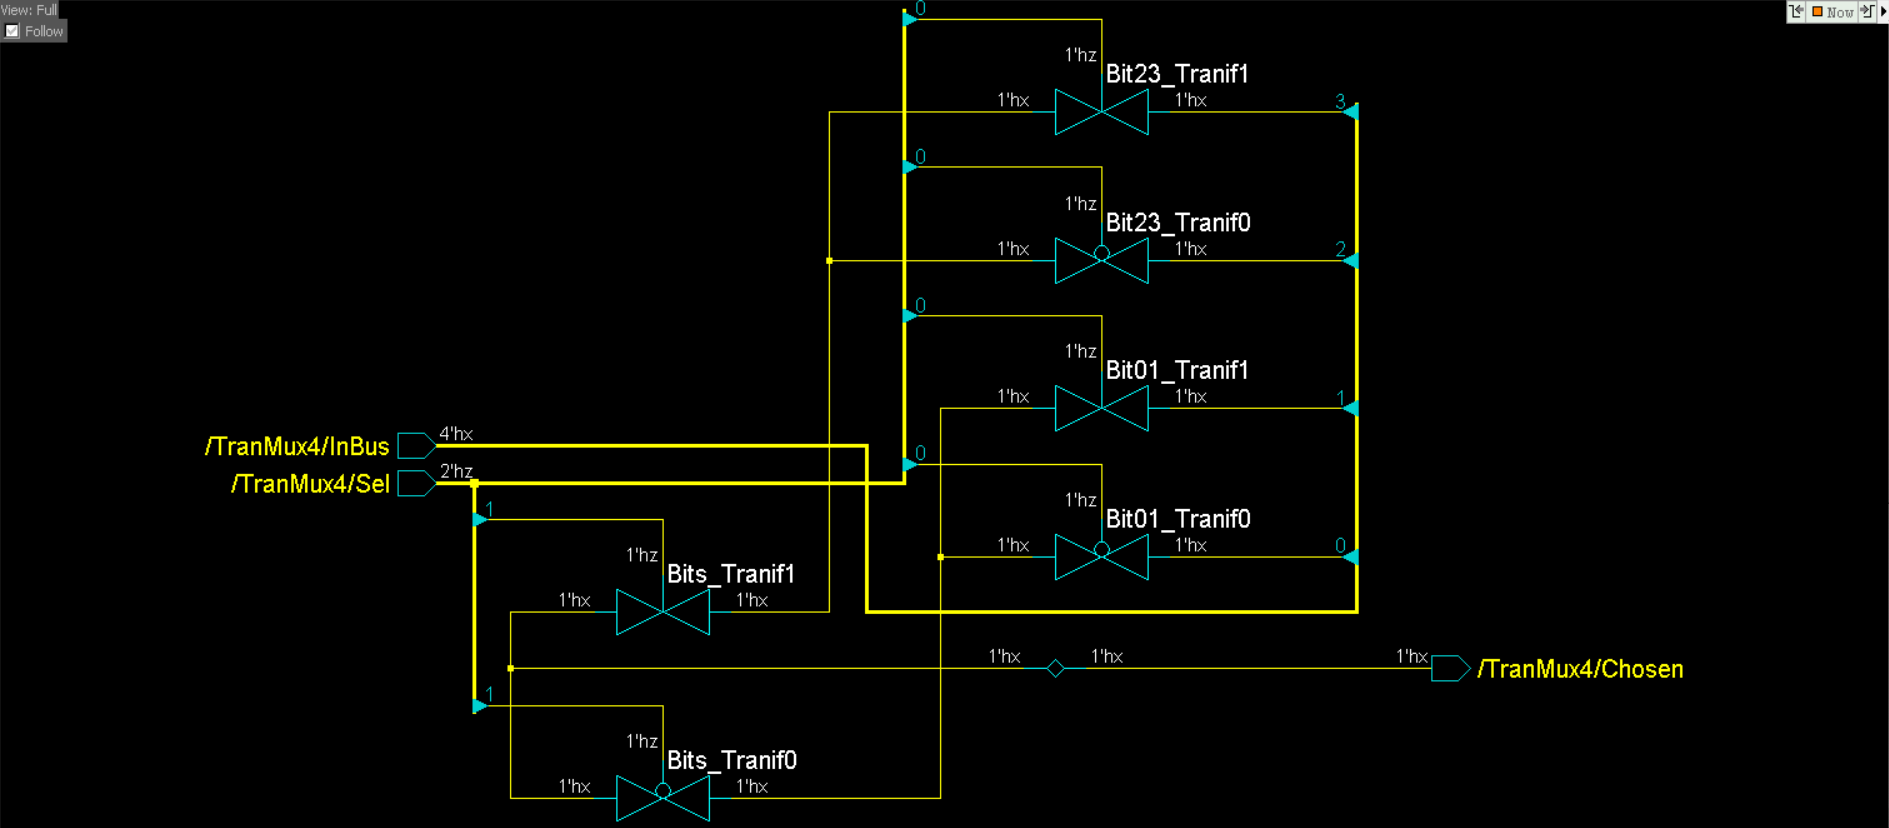 View: Full
Follow
Now
0
1'hz
Bit23_Tranif1
1'hx
1'hx
3
0
1'hz
Bit23_Tranif0
1'hx
1'hx
2
0
1'hz
Bit01_Tranif1
1'hx
1'hx
1
/TranMux4/InBus
4'hx
/TranMux4/Sel
2'hz
0
1'hz
Bit01_Tranif0
1'hx
1'hx
0
1
1'hz
Bits_Tranif1
1'hx
1'hx
1'hx
1'hx
1'hx
/TranMux4/Chosen
1
1'hz
Bits_Tranif0
1'hx
1'hx